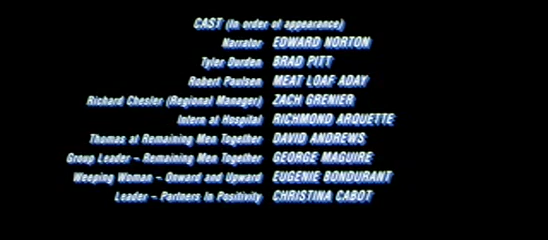 CAST (in order of appearance)
Narrator EDWARD NORTON
Tyler Durden BRAD PITT
Robert Paulsen MEAT LOAF ADAY
Richard Chesler (Regional Manager) ZACH GRENIER
Intern at Hospital RICHMOND ARQUETTE
Thomas at Remaining Men Together DAVID ANDREWS
Group Leader – Remaining Men Together GEORGE MAGUIRE
Weeping Woman – Onward and Upward EUGENIE BONDURANT
Leader – Partners in Positivity CHRISTINA CABOT